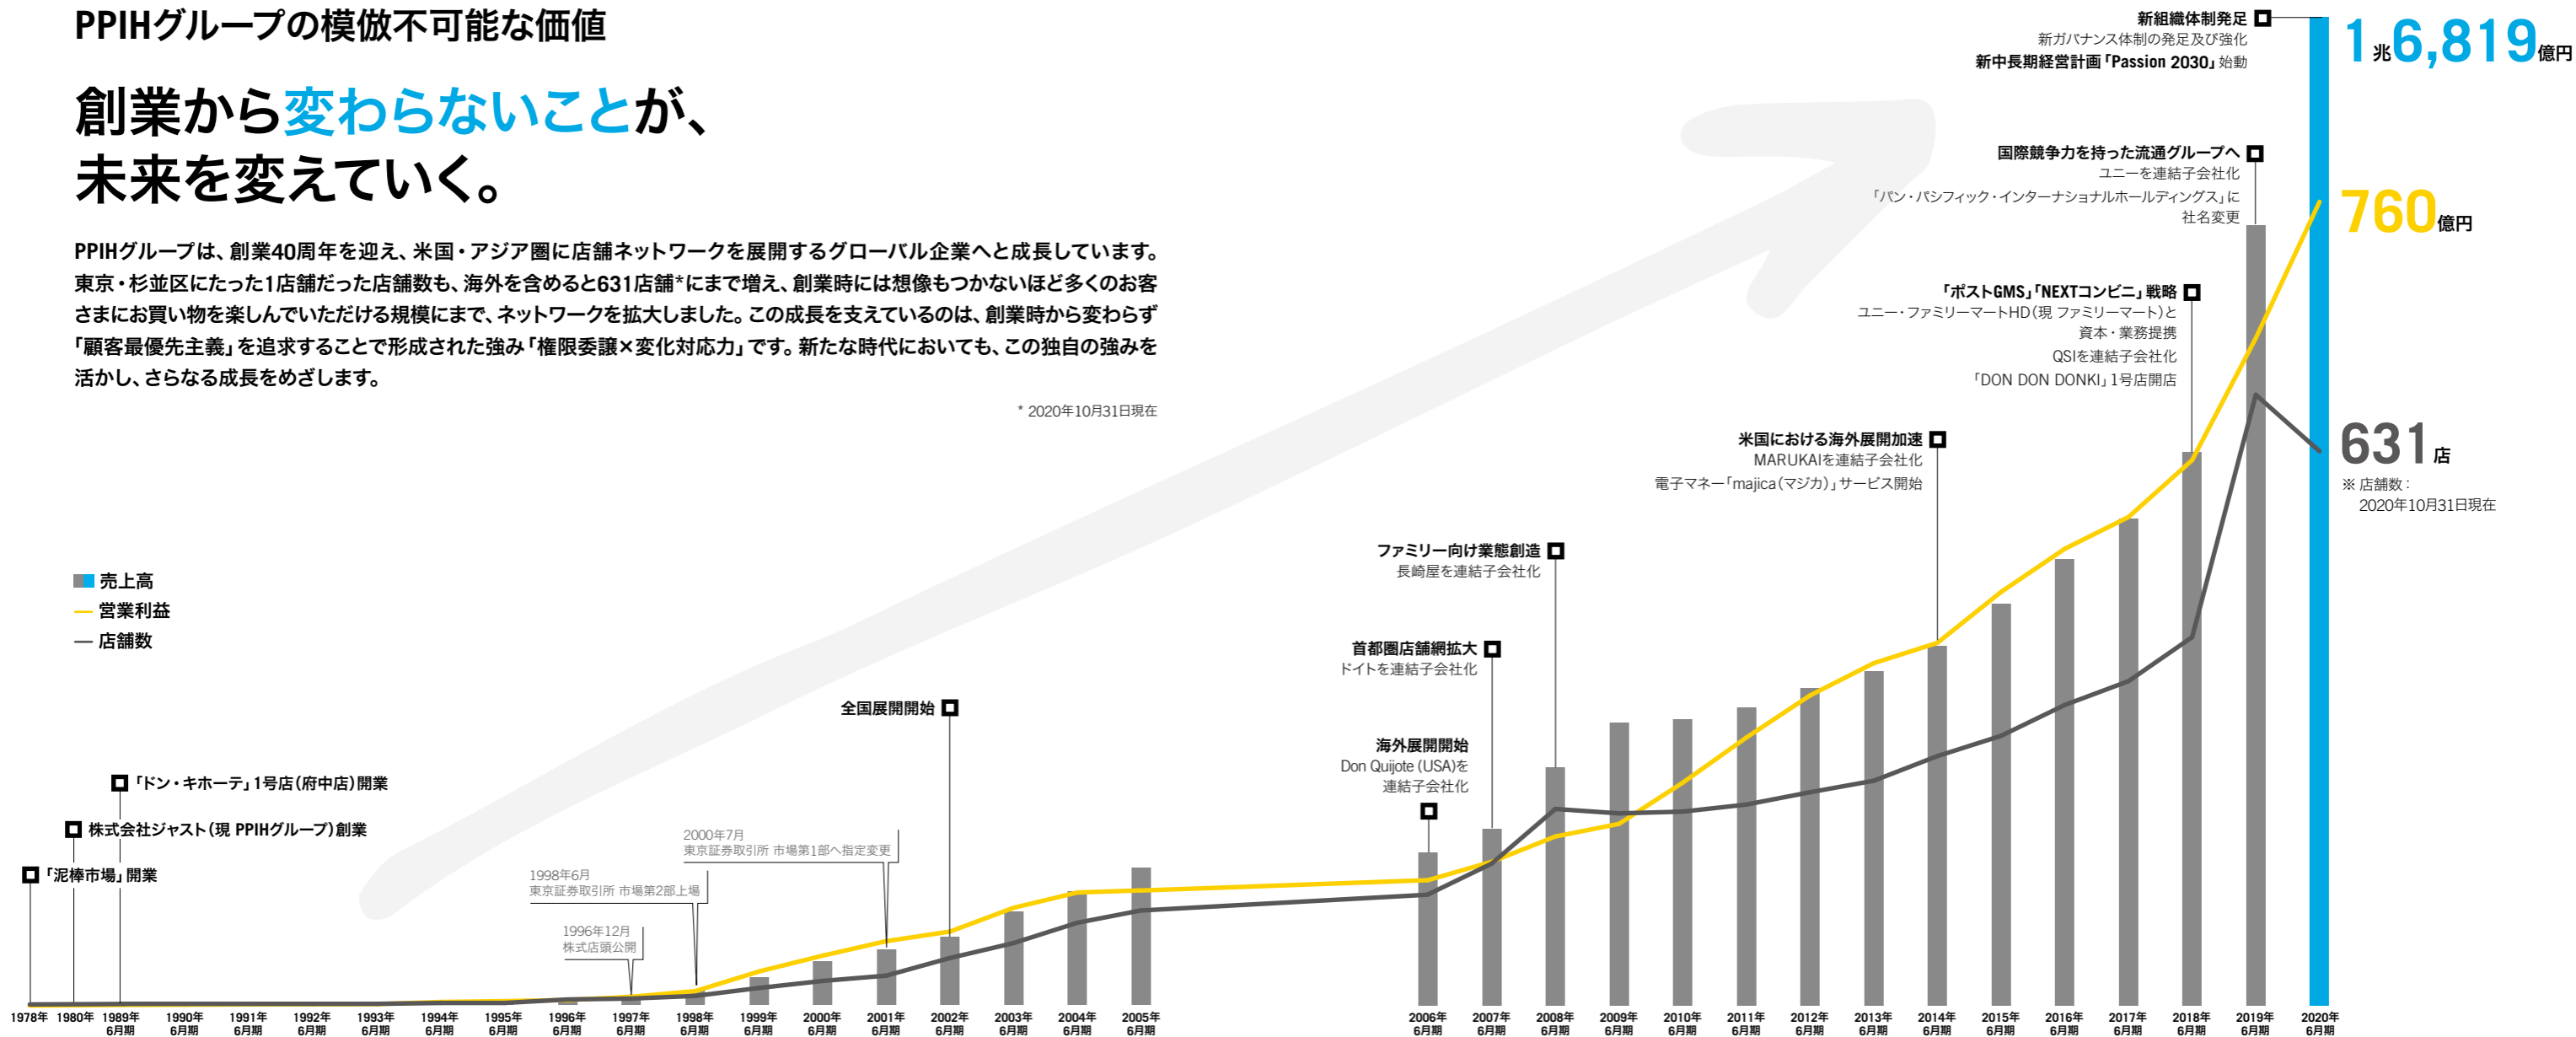 PPIHグループの模倣不可能な価値
創業から変わらないことが、
未来を変えていく。
PPIHグループは、創業40周年を迎え、米国・アジア圏に店舗ネットワークを展開するグローバル企業へと成長しています。
東京・杉並区にたった1店舗だった店舗数も、海外を含めると631店舗*にまで増え、創業時には想像もつかないほど多くのお客
さまにお買い物を楽しんでいただける規模にまで、ネットワークを拡大しました。この成長を支えているのは、創業時から変わらず
「顧客最優先主義」を追求することで形成された強み「権限委譲×変化対応力」です。新たな時代においても、この独自の強みを
活かし、さらなる成長をめざします。
* 2020年10月31日現在
売上高
営業利益
店舗数
「泥棒市場」開業
株式会社ジャスト（現 PPIHグループ）創業
「ドン・キホーテ」1号店（府中店）開業
1996年12月
株式店頭公開
1998年6月
東京証券取引所 市場第2部上場
2000年7月
東京証券取引所 市場第1部へ指定変更
全国展開開始
海外展開開始
Don Quijote (USA)を
連結子会社化
首都圏店舗網拡大
ドイトを連結子会社化
ファミリー向け業態創造
長崎屋を連結子会社化
米国における海外展開加速
MARUKAIを連結子会社化
電子マネー「majica（マジカ）」サービス開始
「ポストGMS」「NEXTコンビニ」戦略
ユニー・ファミリーマートHD（現 ファミリーマート）と
資本・業務提携
QSIを連結子会社化
「DON DON DONKI」1号店開店
国際競争力を持った流通グループへ
ユニーを連結子会社化
「パン・パシフィック・インターナショナルホールディングス」に
社名変更
新組織体制発足
新ガバナンス体制の発足及び強化
新中長期経営計画「Passion 2030」始動
1兆6,819億円
760億円
631店
※ 店舗数：
2020年10月31日現在
1978年 1980年 1989年 1990年 1991年 1992年 1993年 1994年 1995年 1996年 1997年 1998年 1999年 2000年 2001年 2002年 2003年 2004年 2005年 2006年 2007年 2008年 2009年 2010年 2011年 2012年 2013年 2014年 2015年 2016年 2017年 2018年 2019年 2020年
6月期 6月期 6月期 6月期 6月期 6月期 6月期 6月期 6月期 6月期 6月期 6月期 6月期 6月期 6月期 6月期 6月期 6月期 6月期 6月期 6月期 6月期 6月期 6月期 6月期 6月期 6月期 6月期 6月期 6月期 6月期 6月期